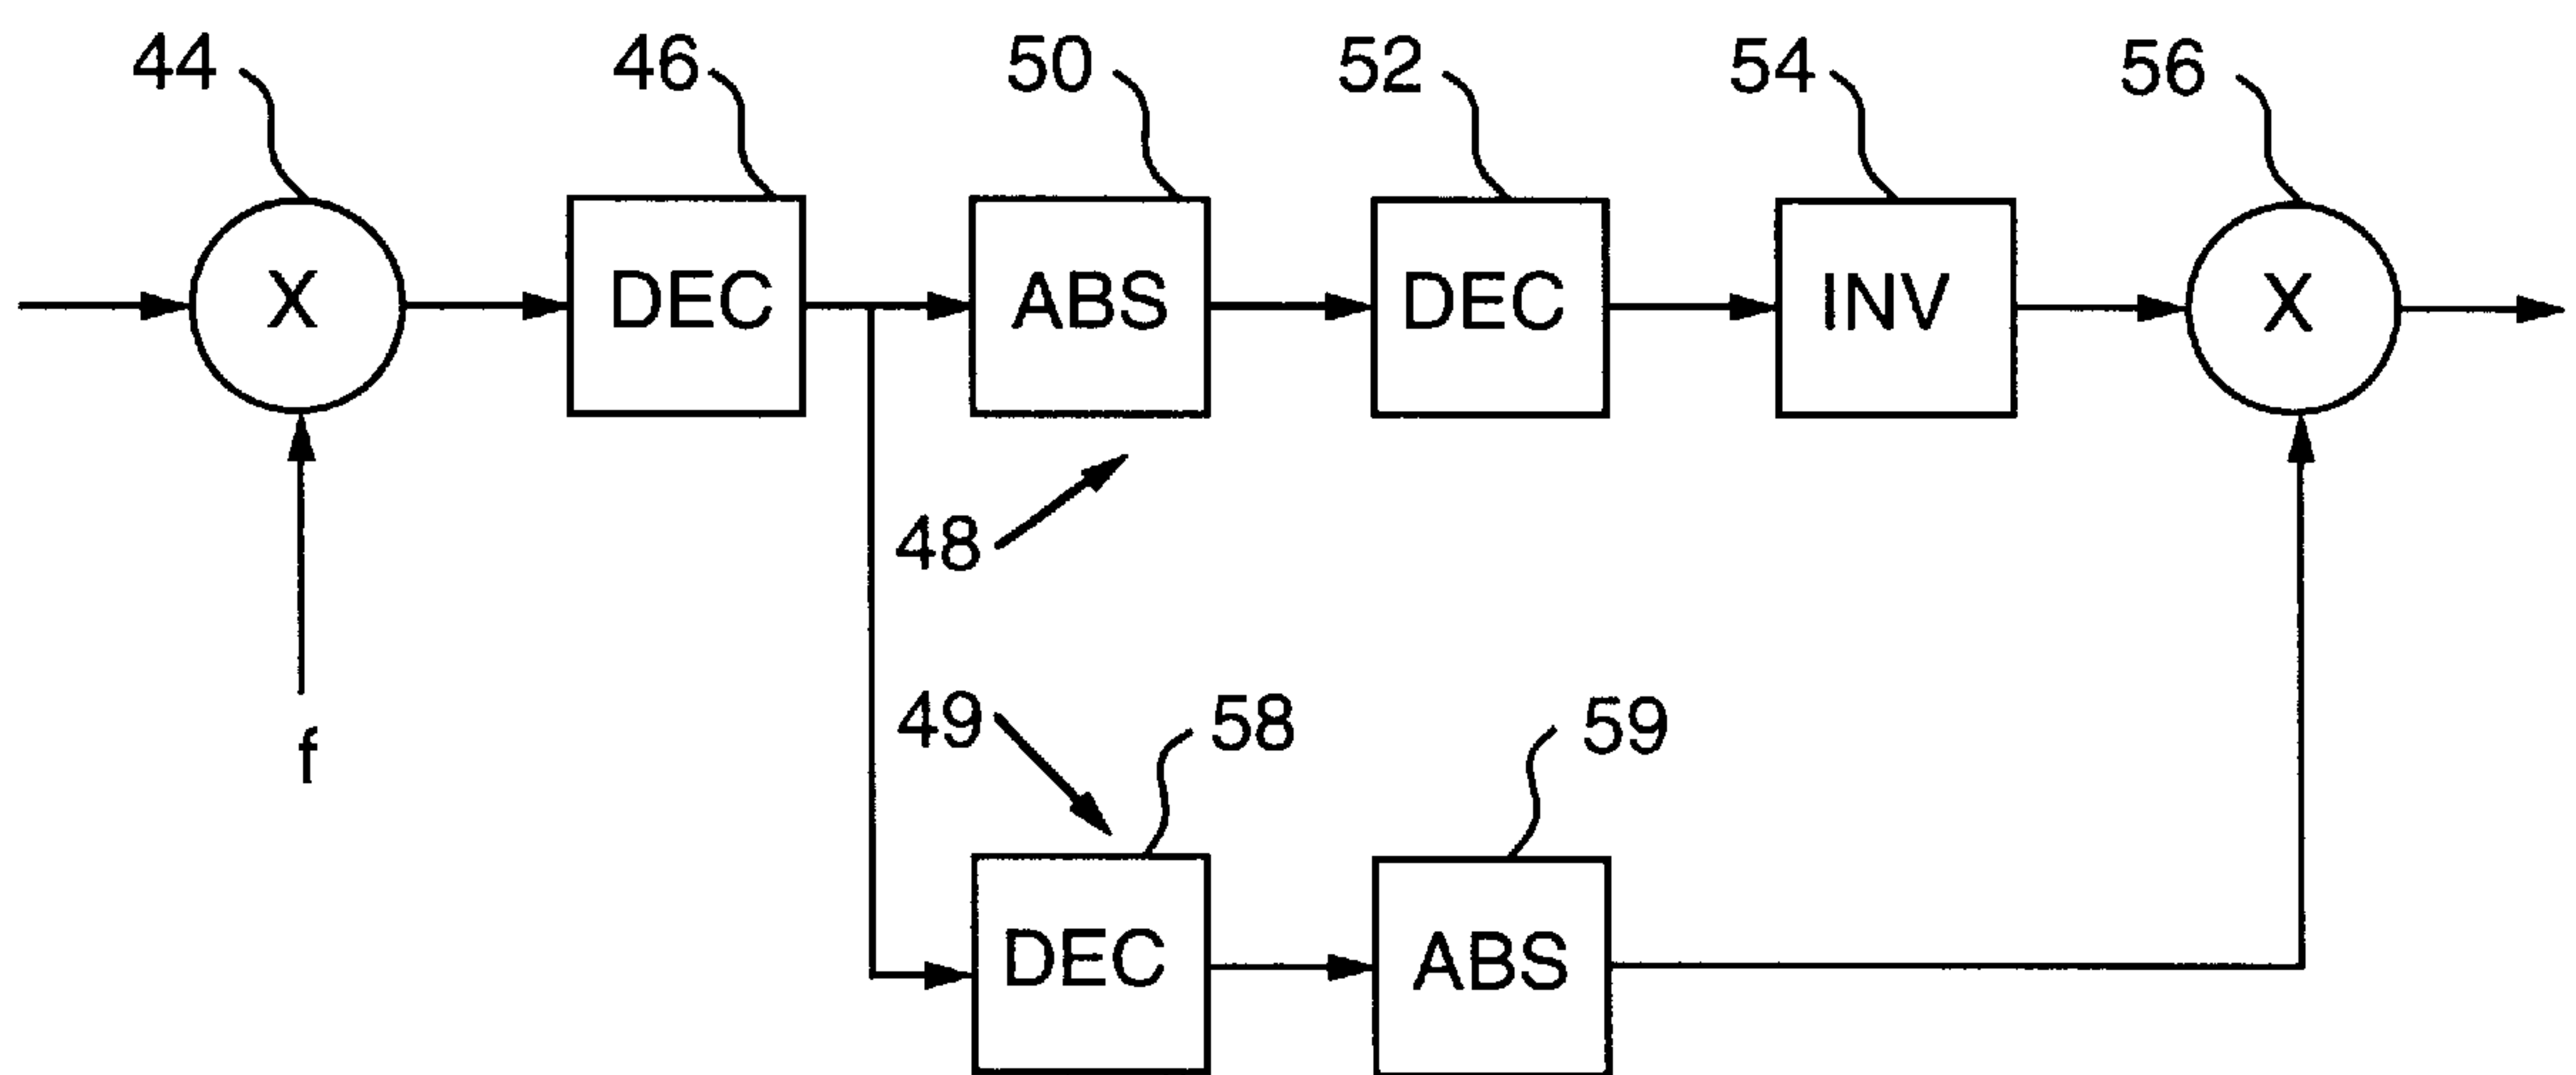 44 46 50 52 54 56
X DEC ABS DEC INV X
48
49 58 59
f
DEC ABS